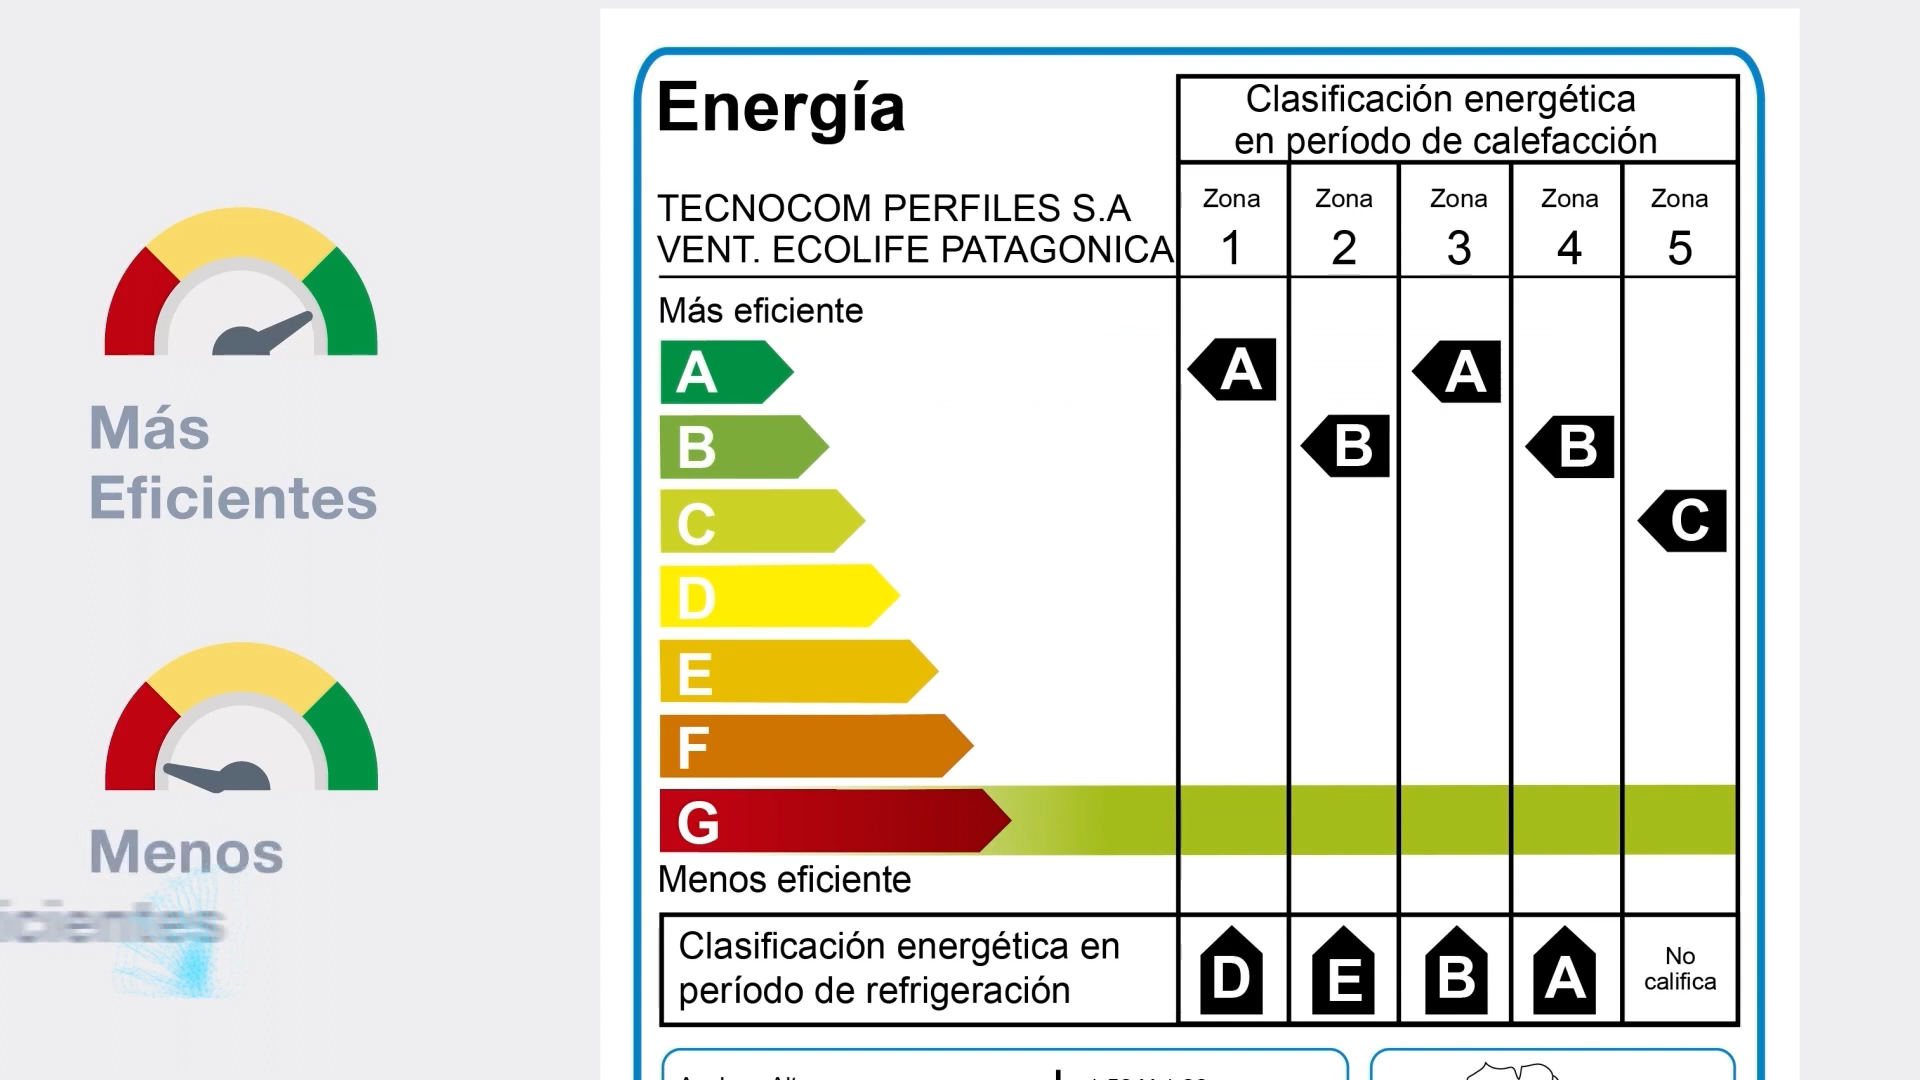 Más
Eficientes
Menos
Energía
TECNOCOM PERFILES S.A
VENT. ECOLIFE PATAGONICA
Clasificación energética
en período de calefacción
Zona Zona Zona Zona Zona
1 2 3 4 5
Más eficiente
A A A
B B B
C C
D
E
F
G
Menos eficiente
Clasificación energética en
período de refrigeración
D E B A No
califica